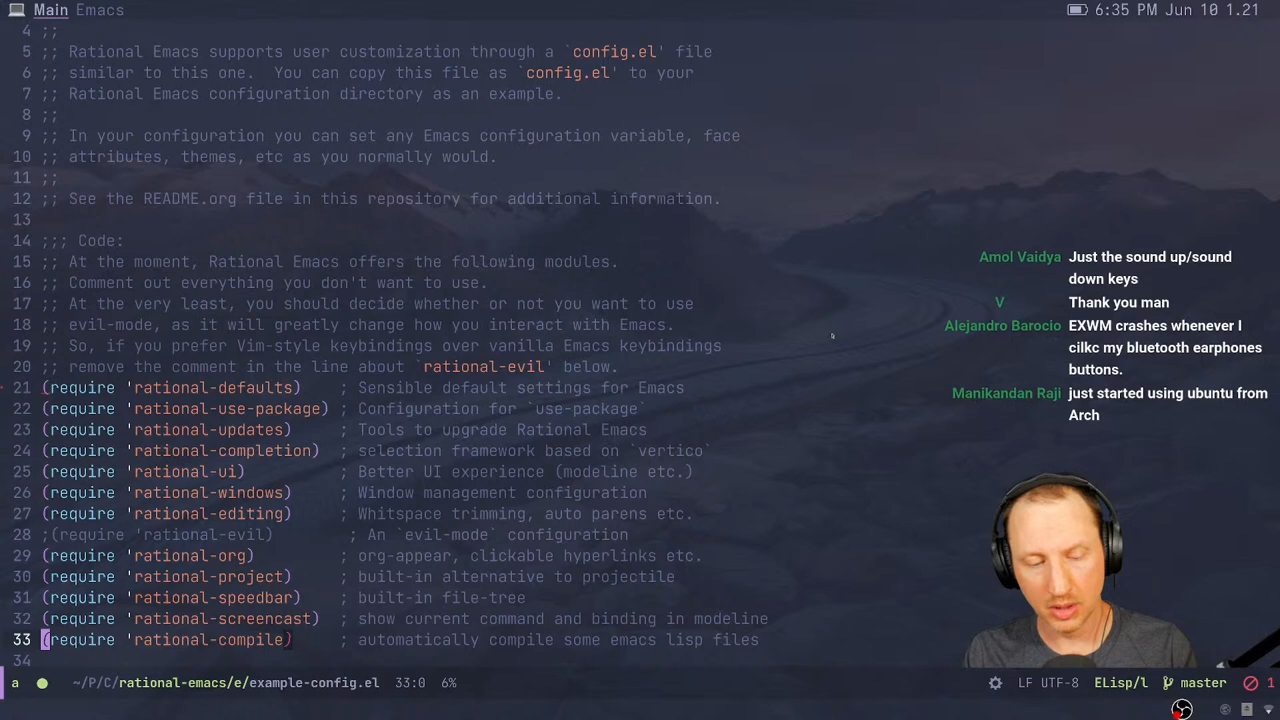 Main Emacs
6:35 PM Jun 10 1.21
4 ;;
5 ;; Rational Emacs supports user customization through a `config.el' file
6 ;; similar to this one.  You can copy this file as `config.el' to your
7 ;; Rational Emacs configuration directory as an example.
8 ;;
9 ;; In your configuration you can set any Emacs configuration variable, face
10 ;; attributes, themes, etc as you normally would.
11 ;;
12 ;; See the README.org file in this repository for additional information.
13
14 ;;; Code:
15 ;; At the moment, Rational Emacs offers the following modules.
16 ;; Comment out everything you don't want to use.
17 ;; At the very least, you should decide whether or not you want to use
18 ;; evil-mode, as it will greatly change how you interact with Emacs.
19 ;; So, if you prefer Vim-style keybindings over vanilla Emacs keybindings
20 ;; remove the comment in the line about `rational-evil' below.
21 (require 'rational-defaults)    ; Sensible default settings for Emacs
22 (require 'rational-use-package) ; Configuration for `use-package`
23 (require 'rational-updates)     ; Tools to upgrade Rational Emacs
24 (require 'rational-completion)  ; selection framework based on `vertico`
25 (require 'rational-ui)          ; Better UI experience (modeline etc.)
26 (require 'rational-windows)     ; Window management configuration
27 (require 'rational-editing)     ; Whitspace trimming, auto parens etc.
28 ;(require 'rational-evil)        ; An `evil-mode` configuration
29 (require 'rational-org)         ; org-appear, clickable hyperlinks etc.
30 (require 'rational-project)     ; built-in alternative to projectile
31 (require 'rational-speedbar)    ; built-in file-tree
32 (require 'rational-screencast)  ; show current command and binding in modeline
33 (require 'rational-compile)     ; automatically compile some emacs lisp files
34
Amol Vaidya Just the sound up/sound
down keys
V Thank you man
Alejandro Barocio EXWM crashes whenever I
cilkc my bluetooth earphones
buttons.
Manikandan Raji just started using ubuntu from
Arch
a ~/P/C/rational-emacs/e/example-config.el 33:0 6% LF UTF-8 ELisp/l master 1